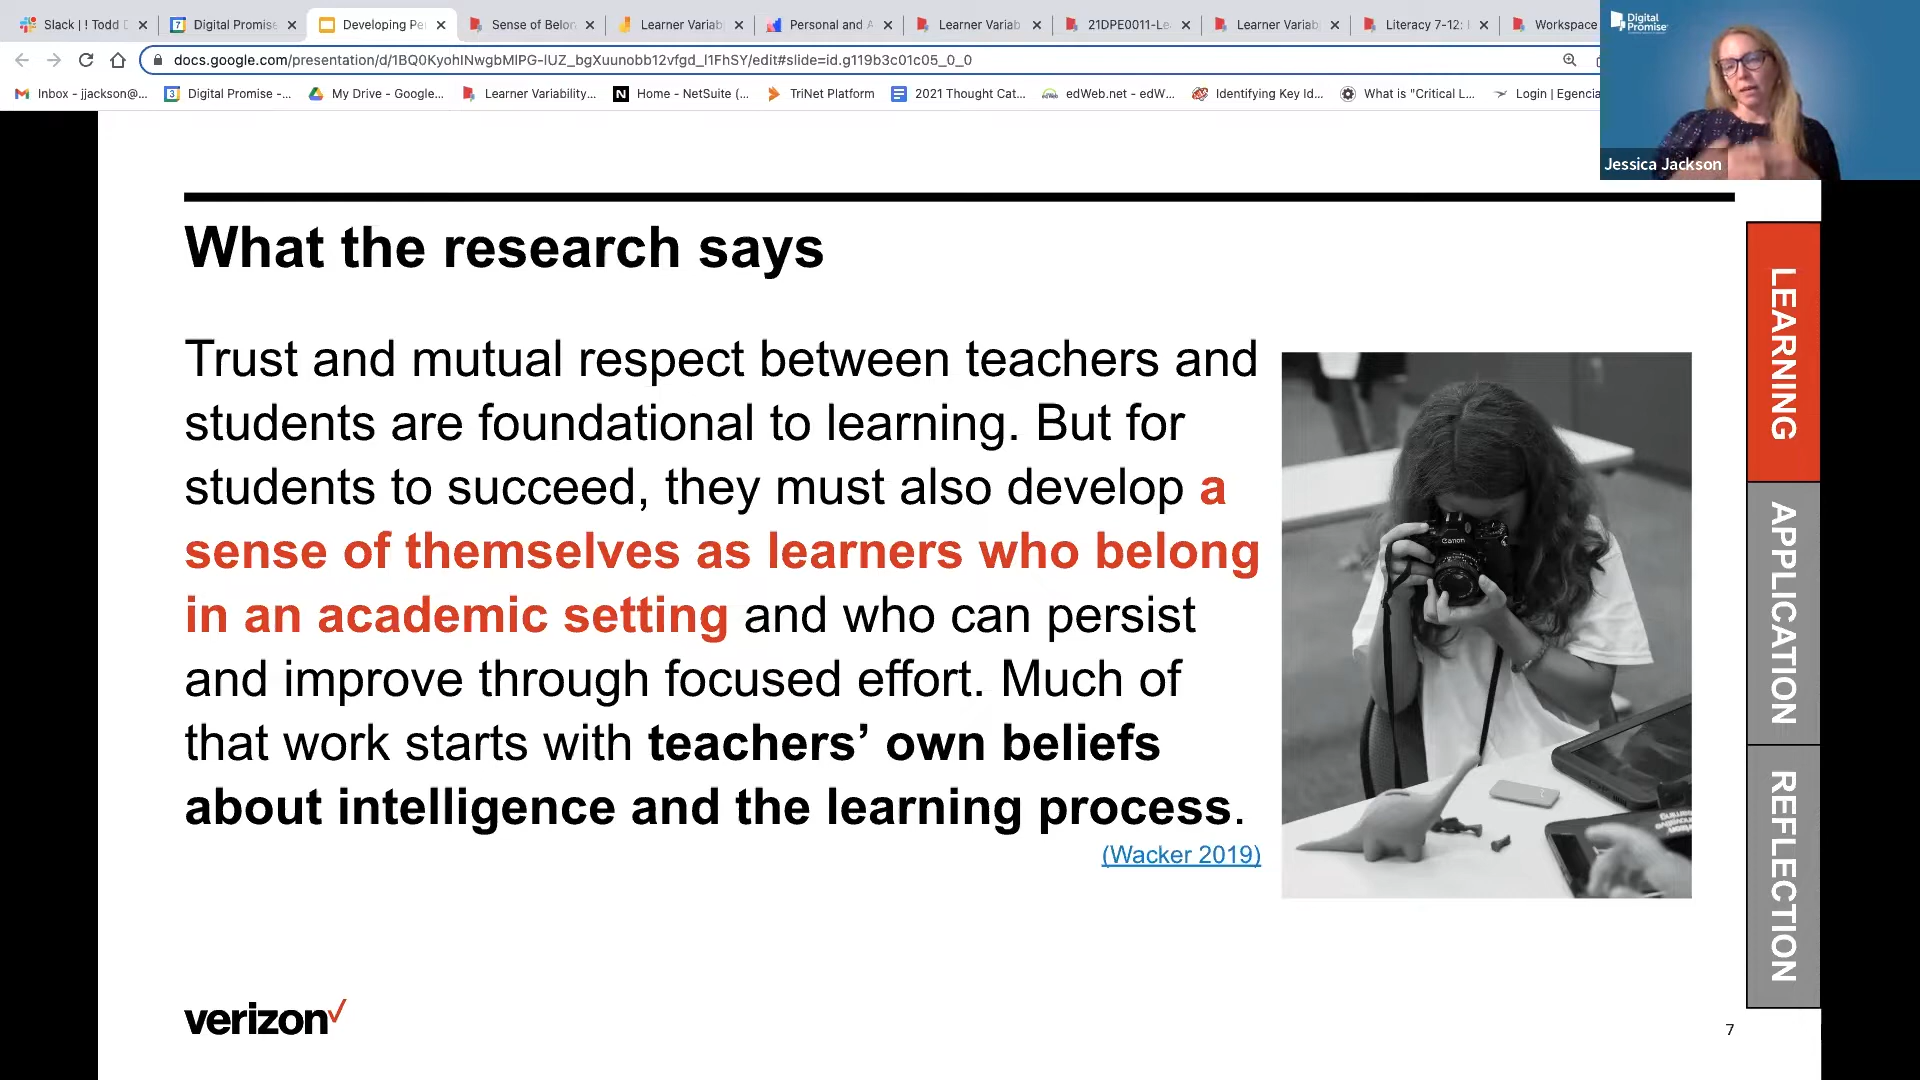 Slack | ! Todd
Digital Promise
Developing Pe
Sense of Belon
Learner Variab
Personal and A
Learner Variab
21DPE0011-Le
Learner Variab
Literacy 7-12:
Workspace
docs.google.com/presentation/d/1BQ0KyohINwgbMlPG-IUZ_bgXuunobb12vfgd_I1FhSY/edit#slide=id.g119b3c01c05_0_0
Inbox - jjackson@...
Digital Promise -...
My Drive - Google...
Learner Variability...
Home - NetSuite (...
TriNet Platform
2021 Thought Cat...
edWeb.net - edW...
Identifying Key Id...
What is "Critical L...
Login | Egencia
Digital
Promise
Jessica Jackson
What the research says
Trust and mutual respect between teachers and
students are foundational to learning. But for
students to succeed, they must also develop a
sense of themselves as learners who belong
in an academic setting and who can persist
and improve through focused effort. Much of
that work starts with teachers’ own beliefs
about intelligence and the learning process.
(Wacker 2019)
Canon
LEARNING
APPLICATION
REFLECTION
verizon
7